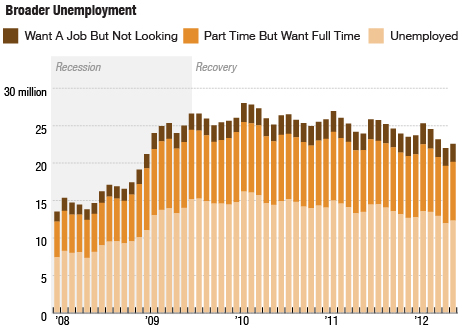 Broader Unemployment
Want A Job But Not Looking Part Time But Want Full Time Unemployed
Recession Recovery
30 million
25
20
15
10
5
0
'08 '09 '10 '11 '12